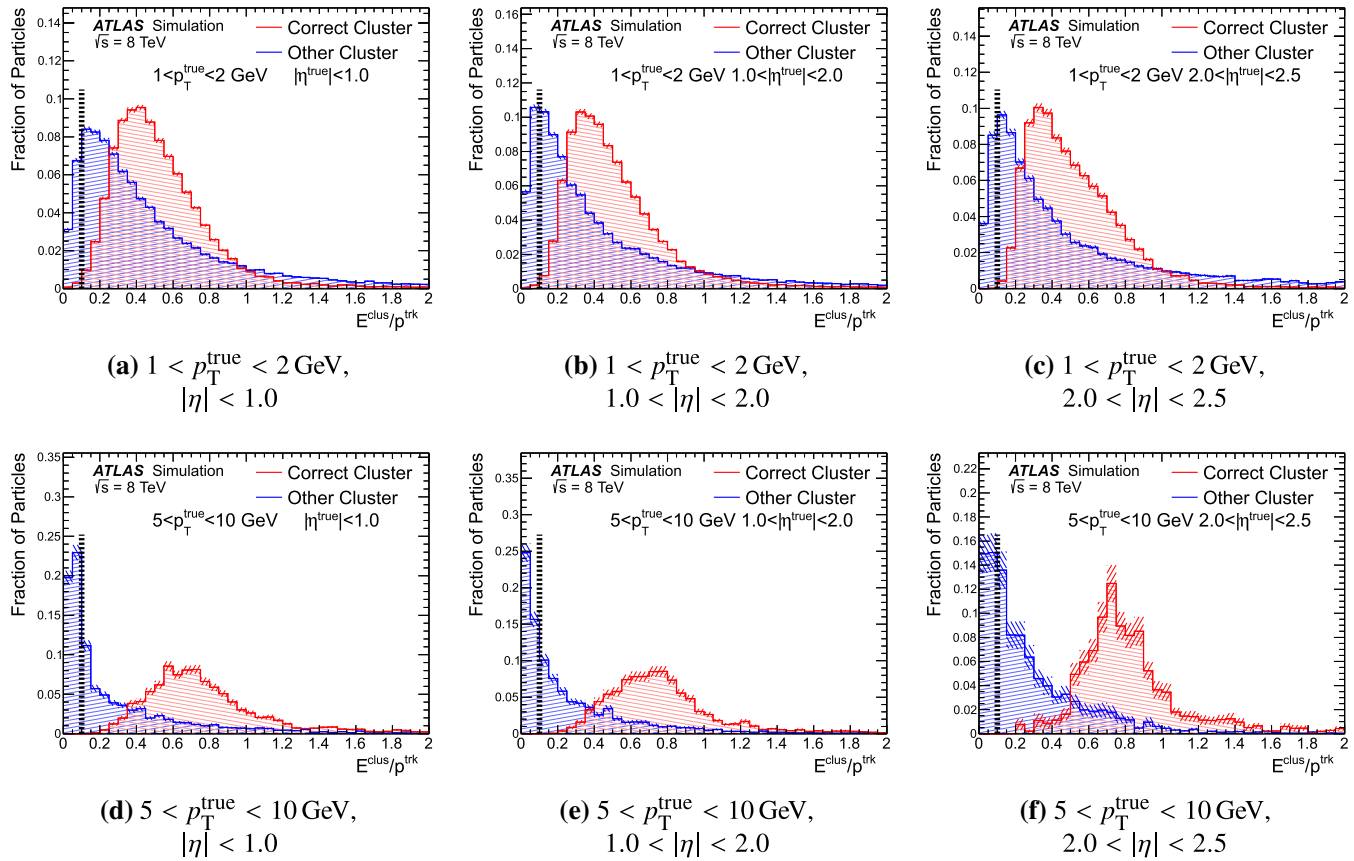 Fraction of Particles
0.14
0.12
0.1
0.08
0.06
0.04
0.02
0
ATLAS Simulation
√s = 8 TeV
Correct Cluster
Other Cluster
1<p_T^true<2 GeV |η^true|<1.0
0 0.2 0.4 0.6 0.8 1 1.2 1.4 1.6 1.8 2
E^clus/p^trk
(a) 1 < p_T^true < 2 GeV,
|η| < 1.0
Fraction of Particles
0.16
0.14
0.12
0.1
0.08
0.06
0.04
0.02
0
ATLAS Simulation
√s = 8 TeV
Correct Cluster
Other Cluster
1<p_T^true<2 GeV 1.0<|η^true|<2.0
0 0.2 0.4 0.6 0.8 1 1.2 1.4 1.6 1.8 2
E^clus/p^trk
(b) 1 < p_T^true < 2 GeV,
1.0 < |η| < 2.0
Fraction of Particles
0.14
0.12
0.1
0.08
0.06
0.04
0.02
0
ATLAS Simulation
√s = 8 TeV
Correct Cluster
Other Cluster
1<p_T^true<2 GeV 2.0<|η^true|<2.5
0 0.2 0.4 0.6 0.8 1 1.2 1.4 1.6 1.8 2
E^clus/p^trk
(c) 1 < p_T^true < 2 GeV,
2.0 < |η| < 2.5
Fraction of Particles
0.35
0.3
0.25
0.2
0.15
0.1
0.05
0
ATLAS Simulation
√s = 8 TeV
Correct Cluster
Other Cluster
5<p_T^true<10 GeV |η^true|<1.0
0 0.2 0.4 0.6 0.8 1 1.2 1.4 1.6 1.8 2
E^clus/p^trk
(d) 5 < p_T^true < 10 GeV,
|η| < 1.0
Fraction of Particles
0.35
0.3
0.25
0.2
0.15
0.1
0.05
0
ATLAS Simulation
√s = 8 TeV
Correct Cluster
Other Cluster
5<p_T^true<10 GeV 1.0<|η^true|<2.0
0 0.2 0.4 0.6 0.8 1 1.2 1.4 1.6 1.8 2
E^clus/p^trk
(e) 5 < p_T^true < 10 GeV,
1.0 < |η| < 2.0
Fraction of Particles
0.22
0.2
0.18
0.16
0.14
0.12
0.1
0.08
0.06
0.04
0.02
0
ATLAS Simulation
√s = 8 TeV
Correct Cluster
Other Cluster
5<p_T^true<10 GeV 2.0<|η^true|<2.5
0 0.2 0.4 0.6 0.8 1 1.2 1.4 1.6 1.8 2
E^clus/p^trk
(f) 5 < p_T^true < 10 GeV,
2.0 < |η| < 2.5